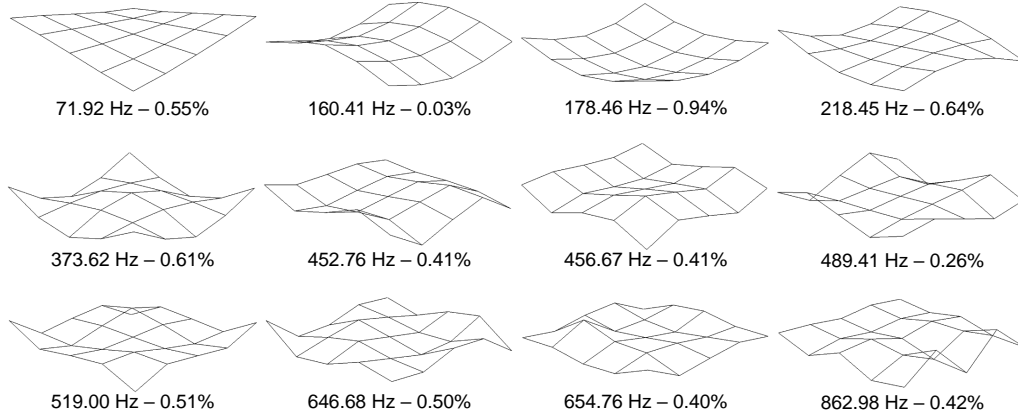 71.92 Hz – 0.55%
160.41 Hz – 0.03%
178.46 Hz – 0.94%
218.45 Hz – 0.64%
373.62 Hz – 0.61%
452.76 Hz – 0.41%
456.67 Hz – 0.41%
489.41 Hz – 0.26%
519.00 Hz – 0.51%
646.68 Hz – 0.50%
654.76 Hz – 0.40%
862.98 Hz – 0.42%